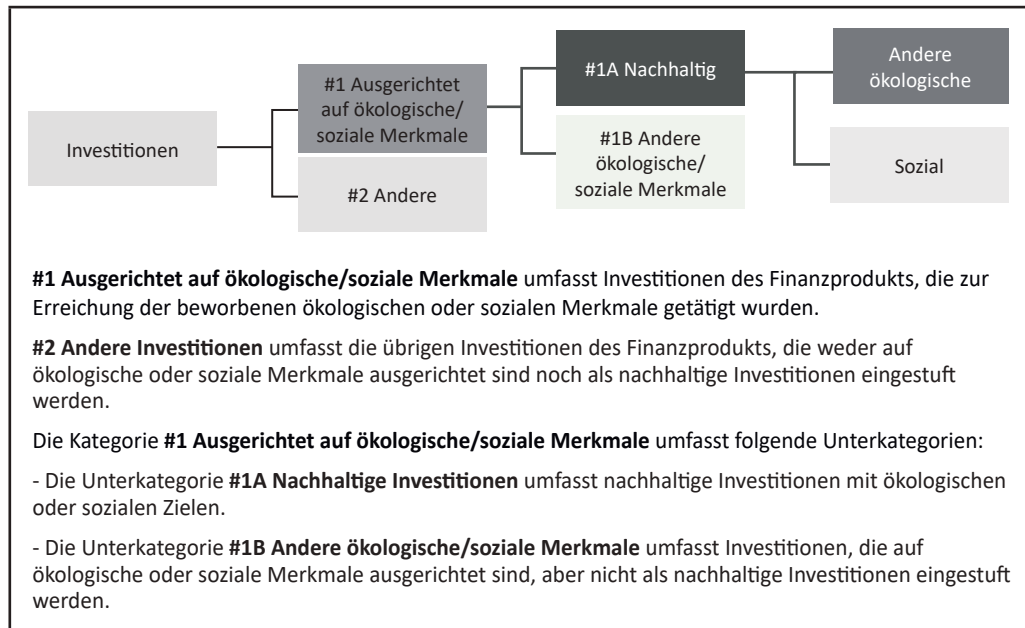 Investitionen
#1 Ausgerichtet
auf ökologische/
soziale Merkmale
#2 Andere
#1A Nachhaltig
#1B Andere
ökologische/
soziale Merkmale
Andere
ökologische
Sozial
#1 Ausgerichtet auf ökologische/soziale Merkmale umfasst Investitionen des Finanzprodukts, die zur
Erreichung der beworbenen ökologischen oder sozialen Merkmale getätigt wurden.
#2 Andere Investitionen umfasst die übrigen Investitionen des Finanzprodukts, die weder auf
ökologische oder soziale Merkmale ausgerichtet sind noch als nachhaltige Investitionen eingestuft
werden.
Die Kategorie #1 Ausgerichtet auf ökologische/soziale Merkmale umfasst folgende Unterkategorien:
- Die Unterkategorie #1A Nachhaltige Investitionen umfasst nachhaltige Investitionen mit ökologischen
oder sozialen Zielen.
- Die Unterkategorie #1B Andere ökologische/soziale Merkmale umfasst Investitionen, die auf
ökologische oder soziale Merkmale ausgerichtet sind, aber nicht als nachhaltige Investitionen eingestuft
werden.